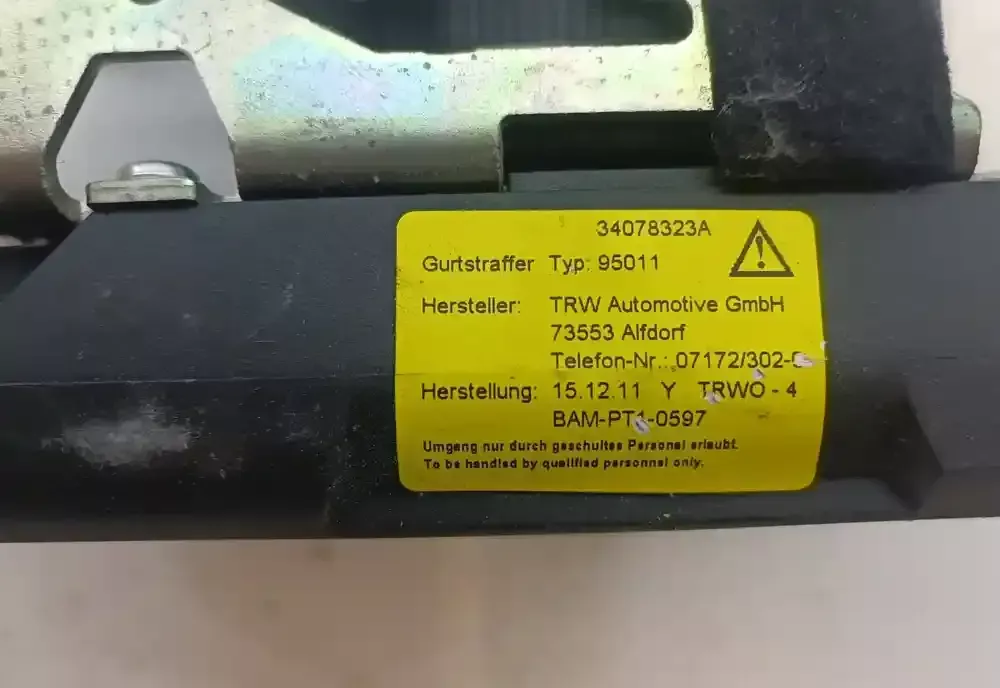 34078323A
Gurtstraffer Typ: 95011
Hersteller: TRW Automotive GmbH
73553 Alfdorf
Telefon-Nr.: 07172/302-
Herstellung: 15.12.11 Y TRWO - 4
BAM-PT1-0597
Umgang nur durch geschultes Personal erlaubt.
To be handled by qualified personnel only.